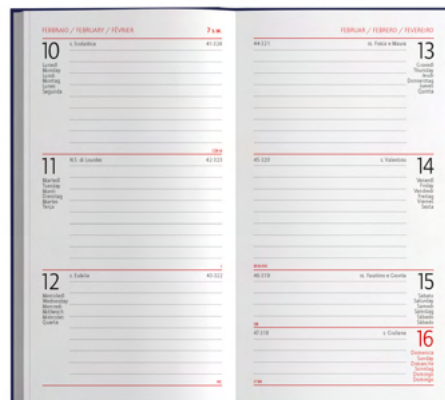 FEBBRAIO / FEBRUARY / FÉVRIER 7 s.w.
10 s. Scolastica 41-324
Lunedì
Monday
Lundi
Montag
Lunes
Segunda
11 N.S. di Lourdes 42-323
Martedì
Tuesday
Mardi
Dienstag
Martes
Terça
12 s. Eulalia 43-322
Mercoledì
Wednesday
Mercredi
Mittwoch
Miércoles
Quarta
FEBRUAR / FEBRERO / FEVEREIRO
44-321 ss. Fosca e Maura 13
Giovedì
Thursday
Jeudi
Donnerstag
Jueves
Quinta
45-320 s. Valentino 14
Venerdì
Friday
Vendredi
Freitag
Viernes
Sexta
46-319 ss. Faustino e Giovita 15
Sabato
Saturday
Samedi
Samstag
Sábado
Sábado
47-318 s. Giuliana 16
Domenica
Sunday
Dimanche
Sonntag
Domingo
Domingo